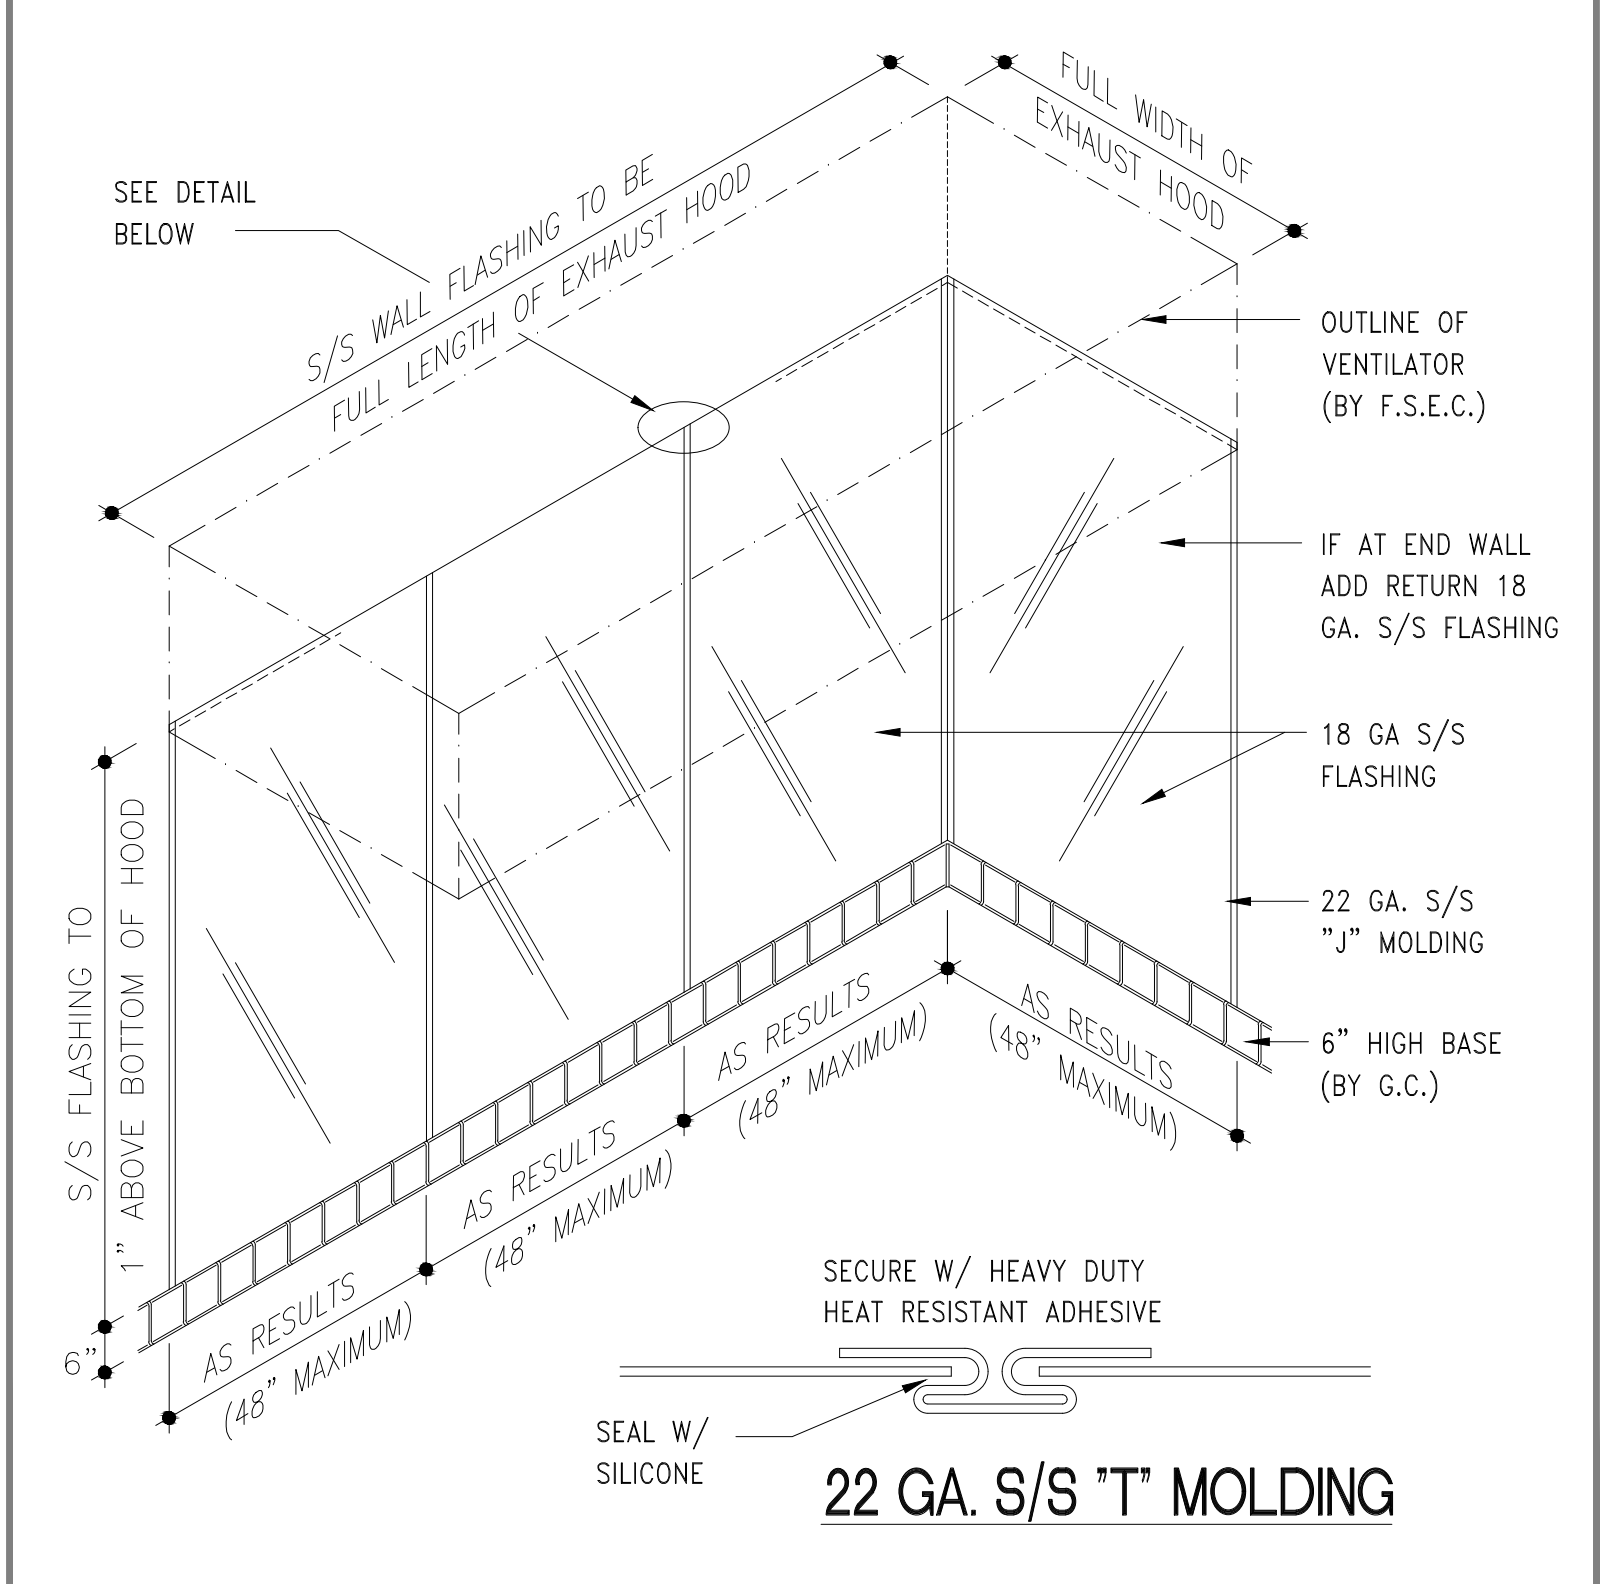 FULL WIDTH OF
EXHAUST HOOD
SEE DETAIL
BELOW
S/S WALL FLASHING TO BE
FULL LENGTH OF EXHAUST HOOD
OUTLINE OF
VENTILATOR
(BY F.S.E.C.)
IF AT END WALL
ADD RETURN 18
GA. S/S FLASHING
18 GA S/S
FLASHING
22 GA. S/S
"J" MOLDING
6" HIGH BASE
(BY G.C.)
S/S FLASHING TO
1" ABOVE BOTTOM OF HOOD
6"
AS RESULTS
(48" MAXIMUM)
AS RESULTS
(48" MAXIMUM)
AS RESULTS
(48" MAXIMUM)
AS RESULTS
(48" MAXIMUM)
SECURE W/ HEAVY DUTY
HEAT RESISTANT ADHESIVE
SEAL W/
SILICONE
22 GA. S/S "T" MOLDING